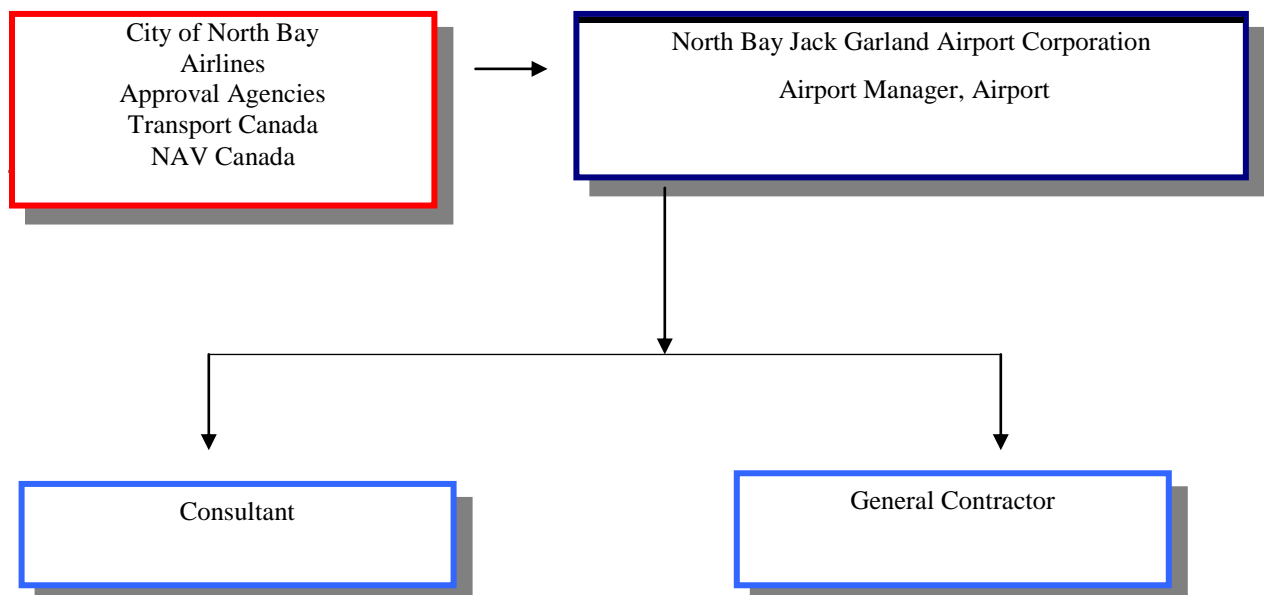 City of North Bay
Airlines
Approval Agencies
Transport Canada
NAV Canada
North Bay Jack Garland Airport Corporation
Airport Manager, Airport
Consultant
General Contractor